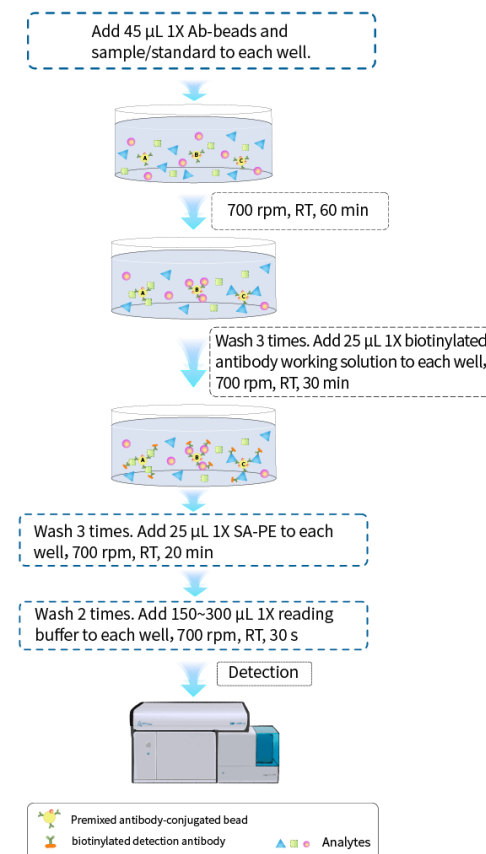 Add 45 μL 1X Ab-beads and
sample/standard to each well.
A
B
C
700 rpm, RT, 60 min
A
B
C
Wash 3 times. Add 25 μL 1X biotinylated
antibody working solution to each well,
700 rpm, RT, 30 min
A
B
C
Wash 3 times. Add 25 μL 1X SA-PE to each
well, 700 rpm, RT, 20 min
Wash 2 times. Add 150~300 μL 1X reading
buffer to each well, 700 rpm, RT, 30 s
Detection
Premixed antibody-conjugated bead
biotinylated detection antibody
Analytes